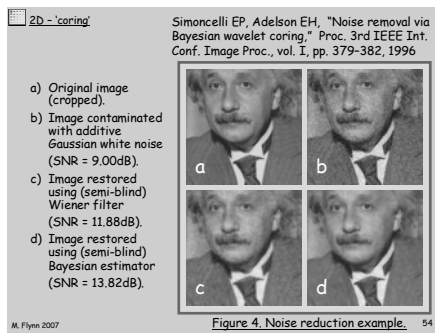 2D – 'coring'
Simoncelli EP, Adelson EH, "Noise removal via
Bayesian wavelet coring," Proc. 3rd IEEE Int.
Conf. Image Proc., vol. I, pp. 379–382, 1996
a) Original image
(cropped).
b) Image contaminated
with additive
Gaussian white noise
(SNR = 9.00dB).
c) Image restored
using (semi-blind)
Wiener filter
(SNR = 11.88dB).
d) Image restored
using (semi-blind)
Bayesian estimator
(SNR = 13.82dB).
a
b
c
d
M. Flynn 2007
Figure 4. Noise reduction example.
54